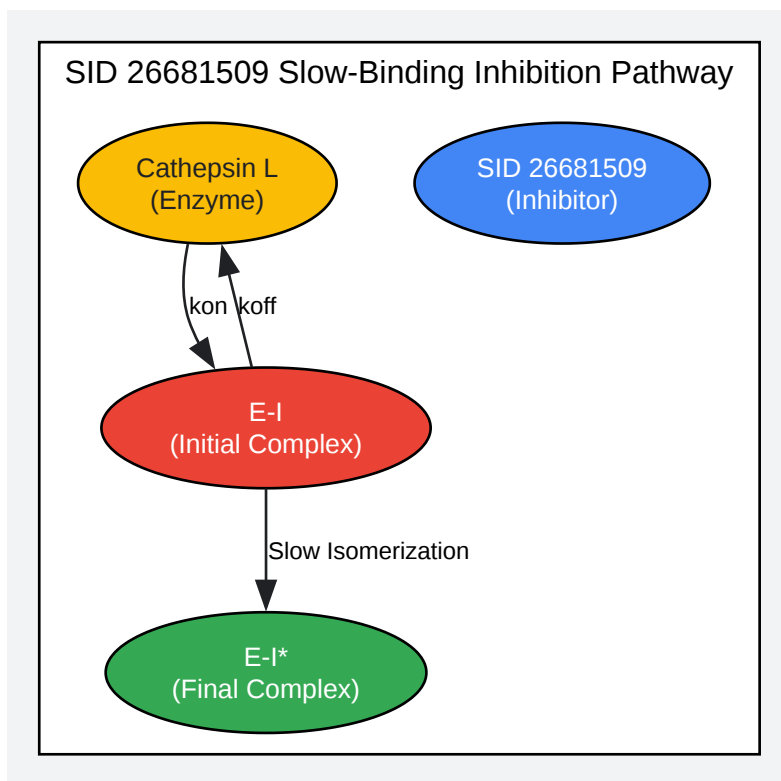 SID 26681509 Slow-Binding Inhibition Pathway
Cathepsin L
(Enzyme)
SID 26681509
(Inhibitor)
kon
koff
E-I
(Initial Complex)
Slow Isomerization
E-I*
(Final Complex)